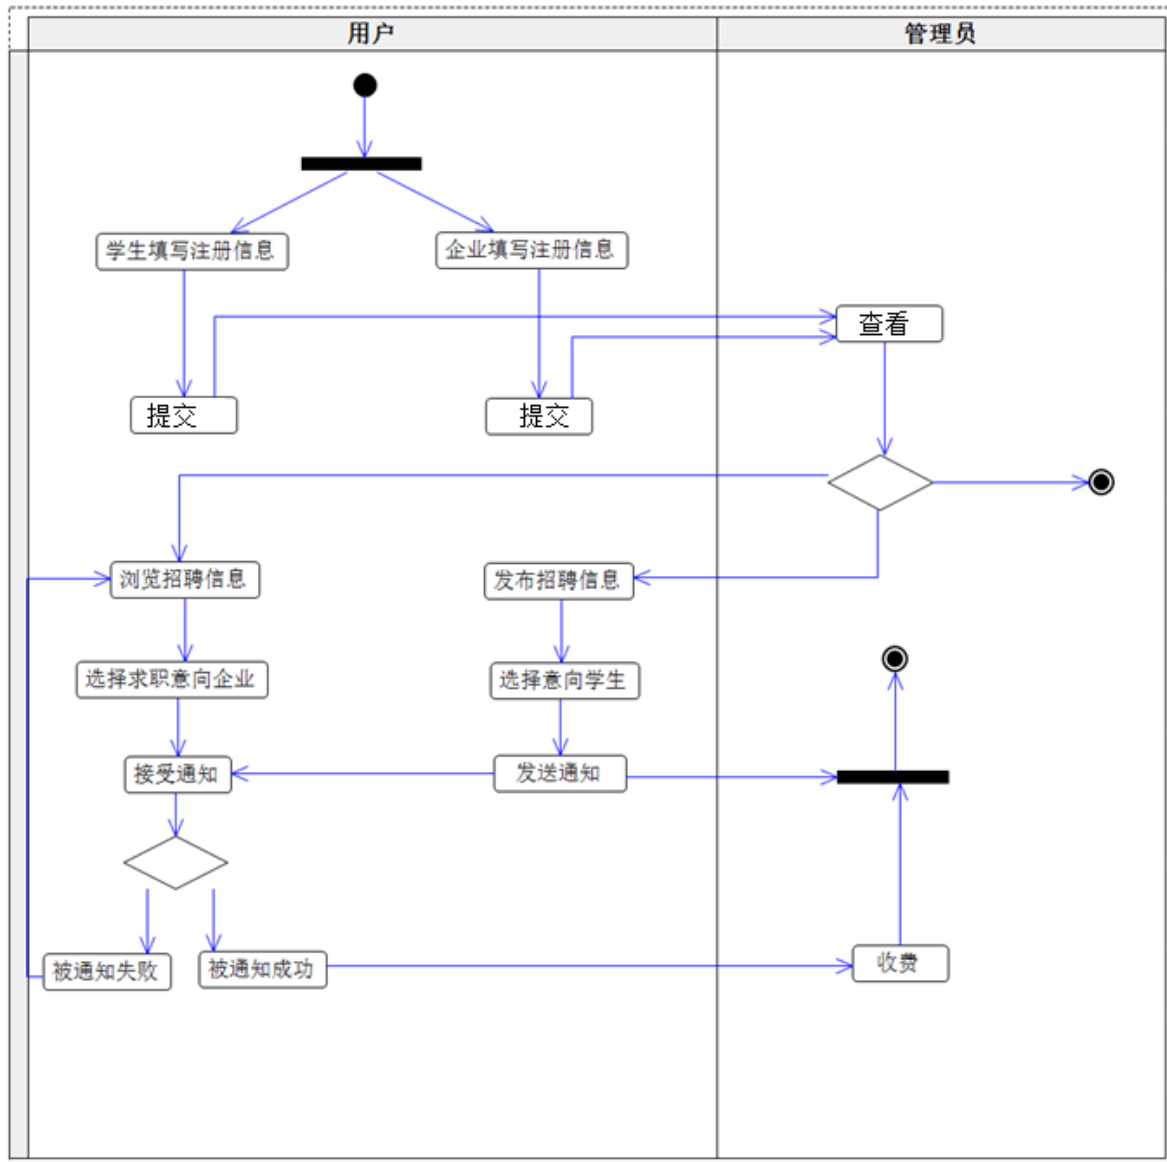 用户
管理员
学生填写注册信息
企业填写注册信息
查看
提交
提交
浏览招聘信息
发布招聘信息
选择求职意向企业
选择意向学生
接受通知
发送通知
被通知失败
被通知成功
收费